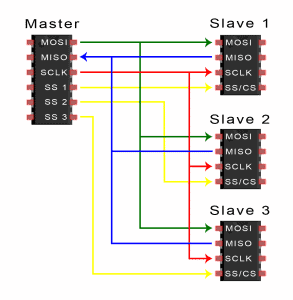 Master
MOSI
MISO
SCLK
SS 1
SS 2
SS 3
Slave 1
MOSI
MISO
SCLK
SS/CS
Slave 2
MOSI
MISO
SCLK
SS/CS
Slave 3
MOSI
MISO
SCLK
SS/CS